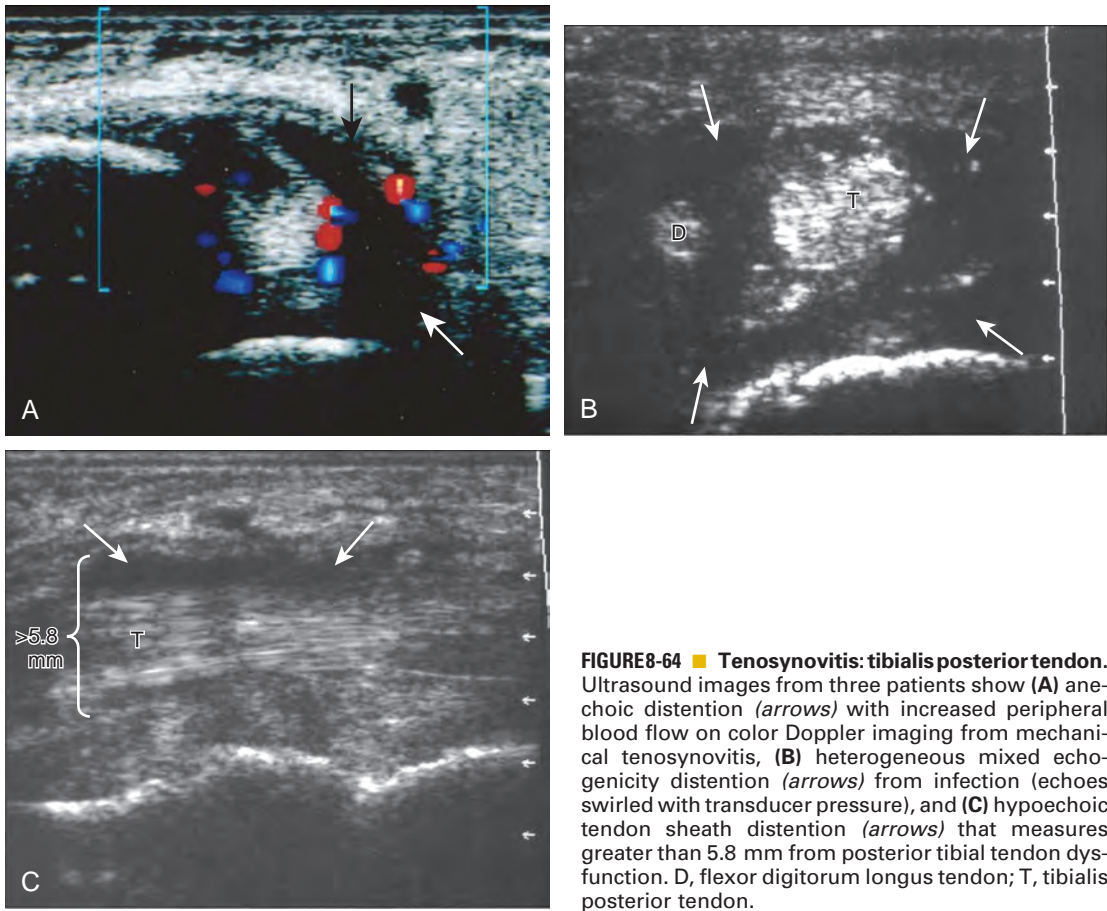 A
T
D
B
>5.8
mm
T
C
FIGURE8-64 ■ Tenosynovitis: tibialis posterior tendon.
Ultrasound images from three patients show (A) ane-
choic distention (arrows) with increased peripheral
blood flow on color Doppler imaging from mechani-
cal tenosynovitis, (B) heterogeneous mixed echo-
genicity distention (arrows) from infection (echoes
swirled with transducer pressure), and (C) hypoechoic
tendon sheath distention (arrows) that measures
greater than 5.8 mm from posterior tibial tendon dys-
function. D, flexor digitorum longus tendon; T, tibialis
posterior tendon.